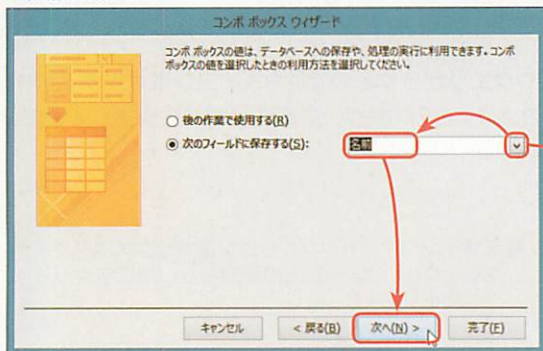 コンボ ボックス ウィザード
コンボ ボックスの値は、データベースへの保存や、処理の実行に利用できます。コンボ
ボックスの値を選択したときの利用方法を選択してください。
後の作業で使用する(R)
次のフィールドに保存する(S):
名前
キャンセル
< 戻る(B)
次へ(N) >
完了(F)